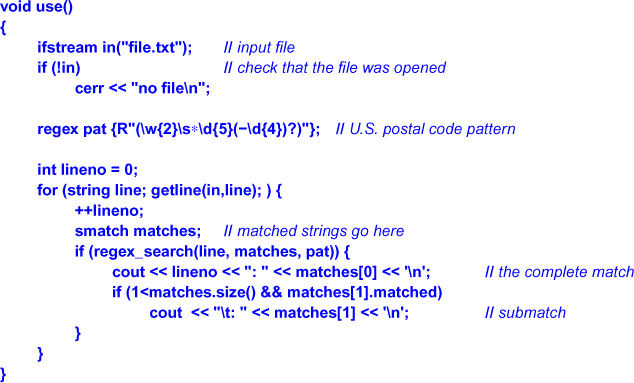 void use()
{
ifstream in("file.txt"); // input file
if (!in) // check that the file was opened
cerr << "no file\n";
regex pat {R"(\w{2}\s∗\d{5}(−\d{4})?)"}; // U.S. postal code pattern
int lineno = 0;
for (string line; getline(in,line); ) {
++lineno;
smatch matches; // matched strings go here
if (regex_search(line, matches, pat)) {
cout << lineno << ": " << matches[0] << '\n'; // the complete match
if (1<matches.size() && matches[1].matched)
cout << "\t: " << matches[1] << '\n'; // submatch
}
}
}